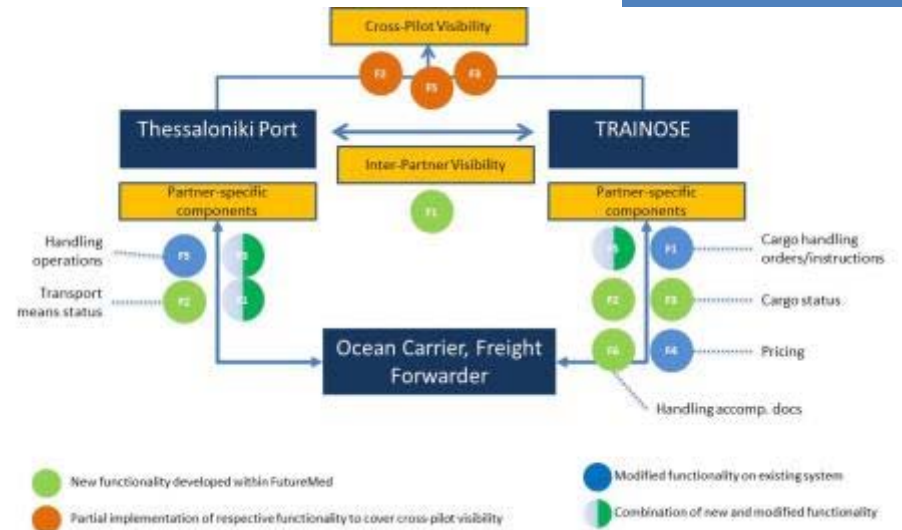 Cross-Pilot Visibility
F2
F5
F3
Thessaloniki Port
TRAINOSE
Inter-Partner Visibility
F1
Partner-specific
components
Partner-specific
components
Handling
operations
F5
Transport
means status
F2
F1
Cargo handling
orders/instructions
F2
F3
Cargo status
F4
Pricing
Ocean Carrier, Freight
Forwarder
Handling accomp. docs
New functionality developed within FutureMed
Modified functionality on existing system
Partial implementation of respective functionality to cover cross-pilot visibility
Combination of new and modified functionality